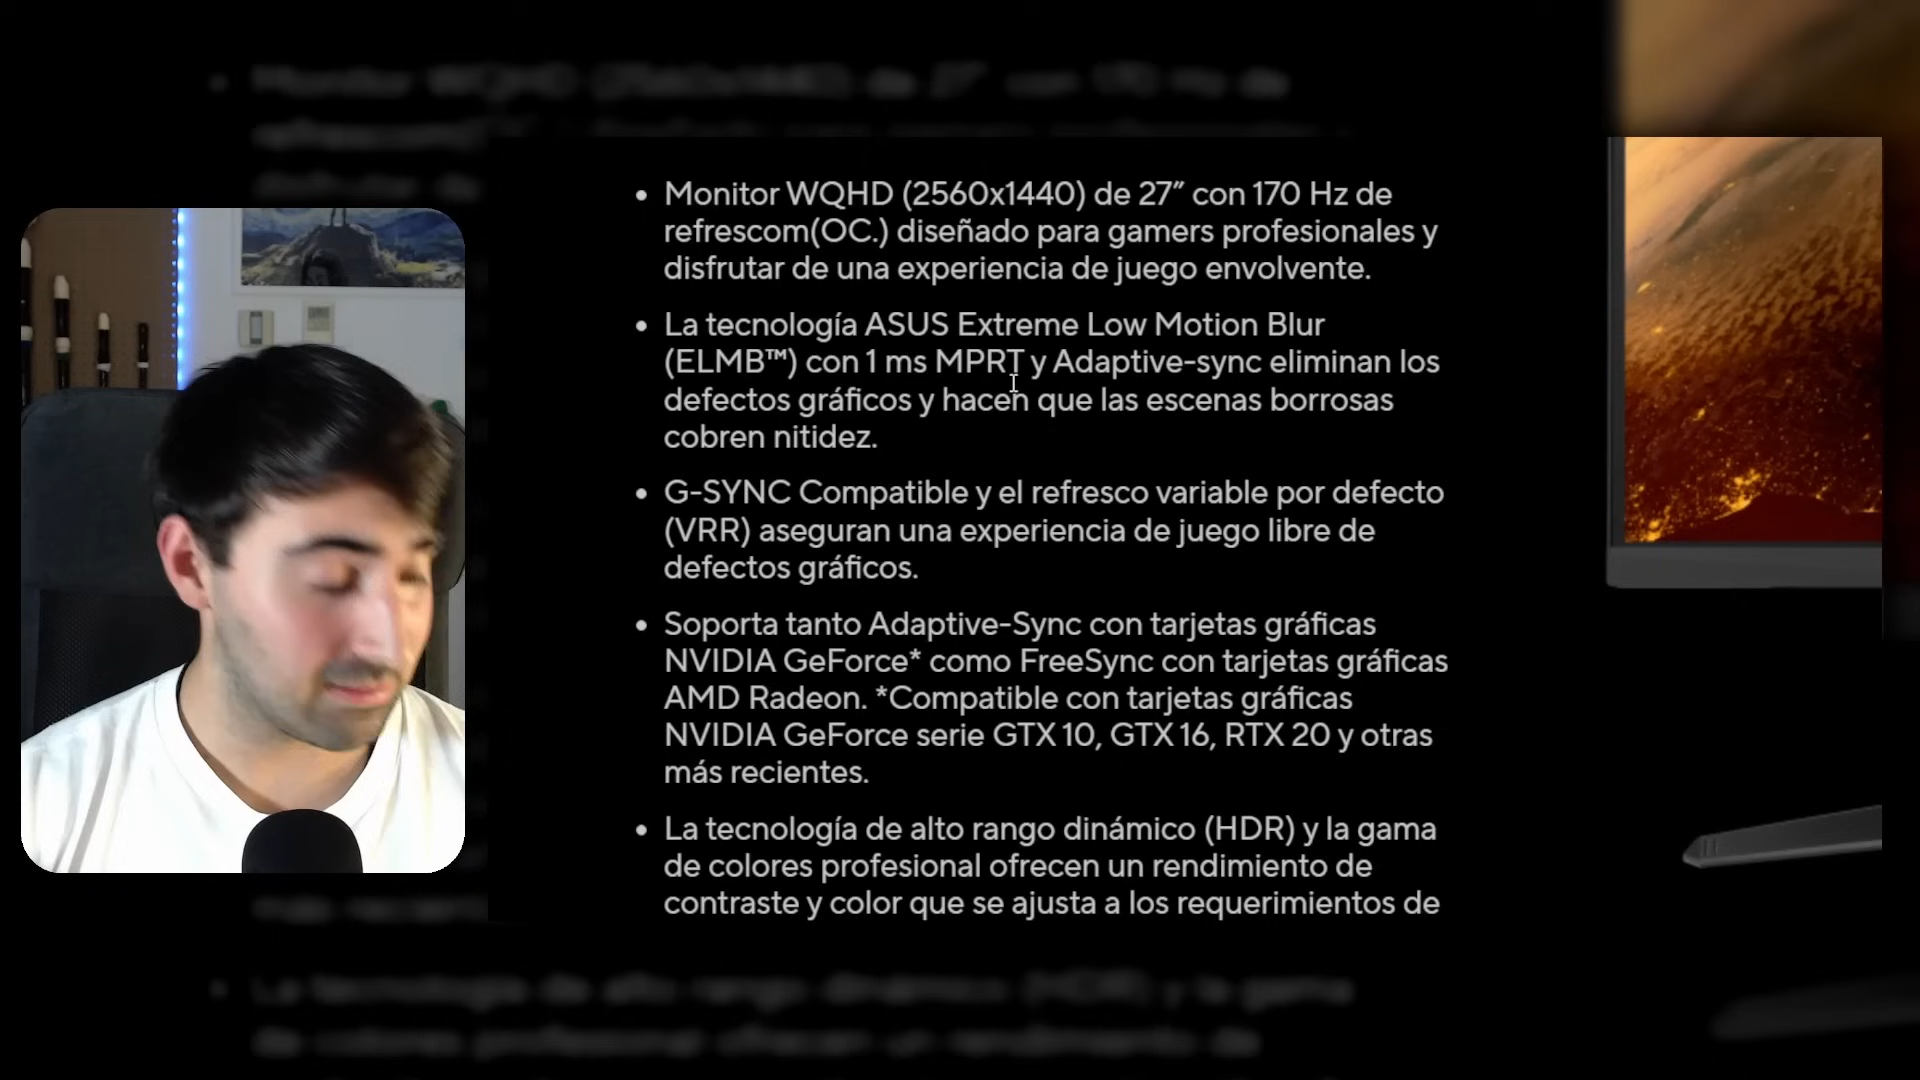 • Monitor WQHD (2560x1440) de 27” con 170 Hz de
refrescom(OC.) diseñado para gamers profesionales y
disfrutar de una experiencia de juego envolvente.
• La tecnología ASUS Extreme Low Motion Blur
(ELMB™) con 1 ms MPRT y Adaptive-sync eliminan los
defectos gráficos y hacen que las escenas borrosas
cobren nitidez.
• G-SYNC Compatible y el refresco variable por defecto
(VRR) aseguran una experiencia de juego libre de
defectos gráficos.
• Soporta tanto Adaptive-Sync con tarjetas gráficas
NVIDIA GeForce* como FreeSync con tarjetas gráficas
AMD Radeon. *Compatible con tarjetas gráficas
NVIDIA GeForce serie GTX 10, GTX 16, RTX 20 y otras
más recientes.
• La tecnología de alto rango dinámico (HDR) y la gama
de colores profesional ofrecen un rendimiento de
contraste y color que se ajusta a los requerimientos de